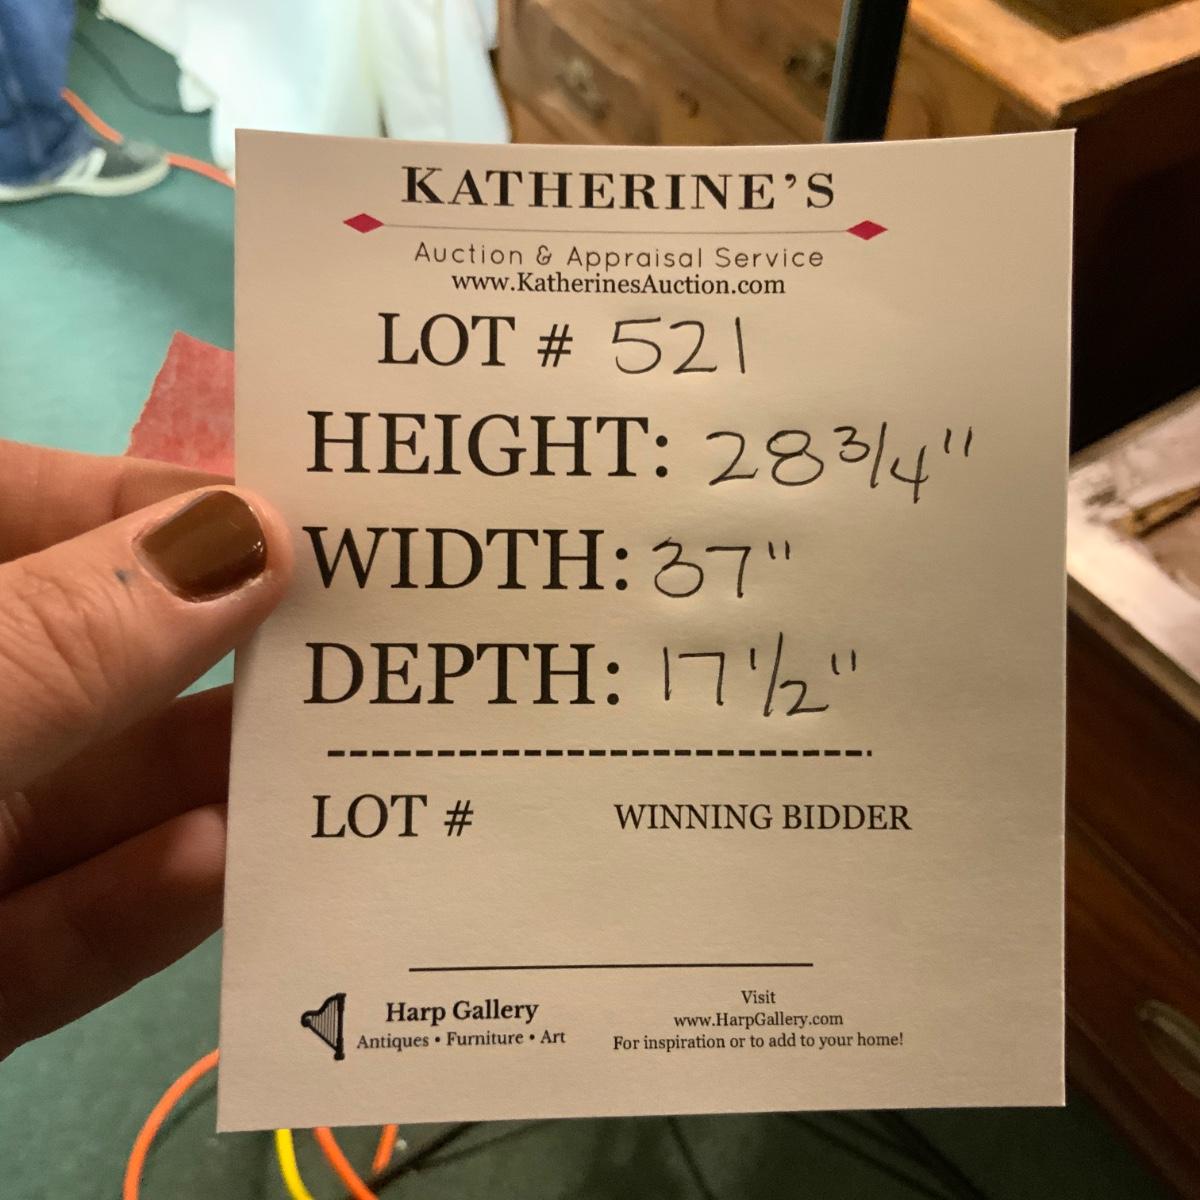 KATHERINE'S
Auction & Appraisal Service
www.KatherinesAuction.com
LOT # 521
HEIGHT: 28 3/4"
WIDTH: 37"
DEPTH: 17 1/2"
LOT # WINNING BIDDER
Harp Gallery
Antiques • Furniture • Art
Visit
www.HarpGallery.com
For inspiration or to add to your home!